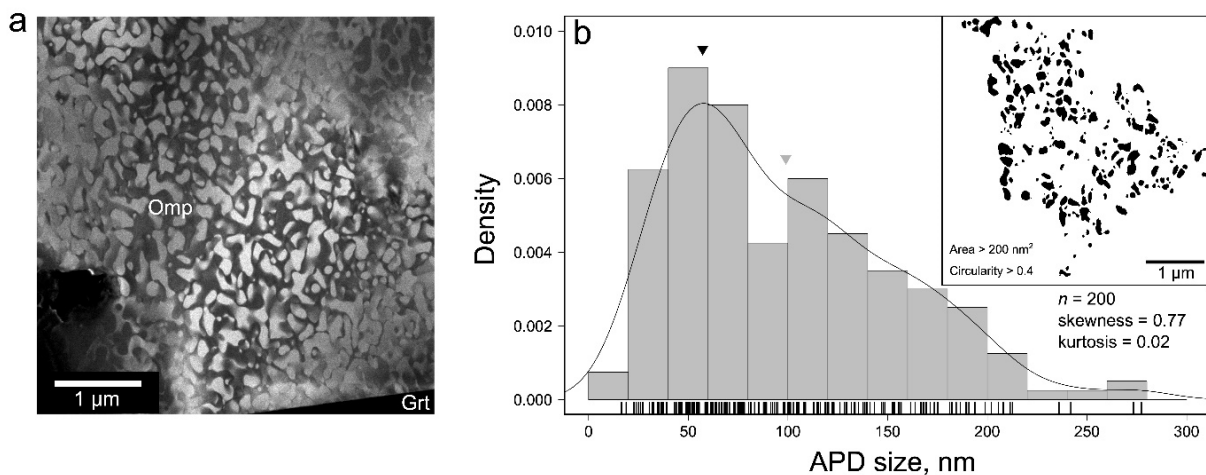 a
Omp
1 µm
Grt
b
0.010
0.008
0.006
0.004
0.002
0.000
Density
0
50
100
150
200
250
300
APD size, nm
Area > 200 nm²
Circularity > 0.4
1 µm
n = 200
skewness = 0.77
kurtosis = 0.02